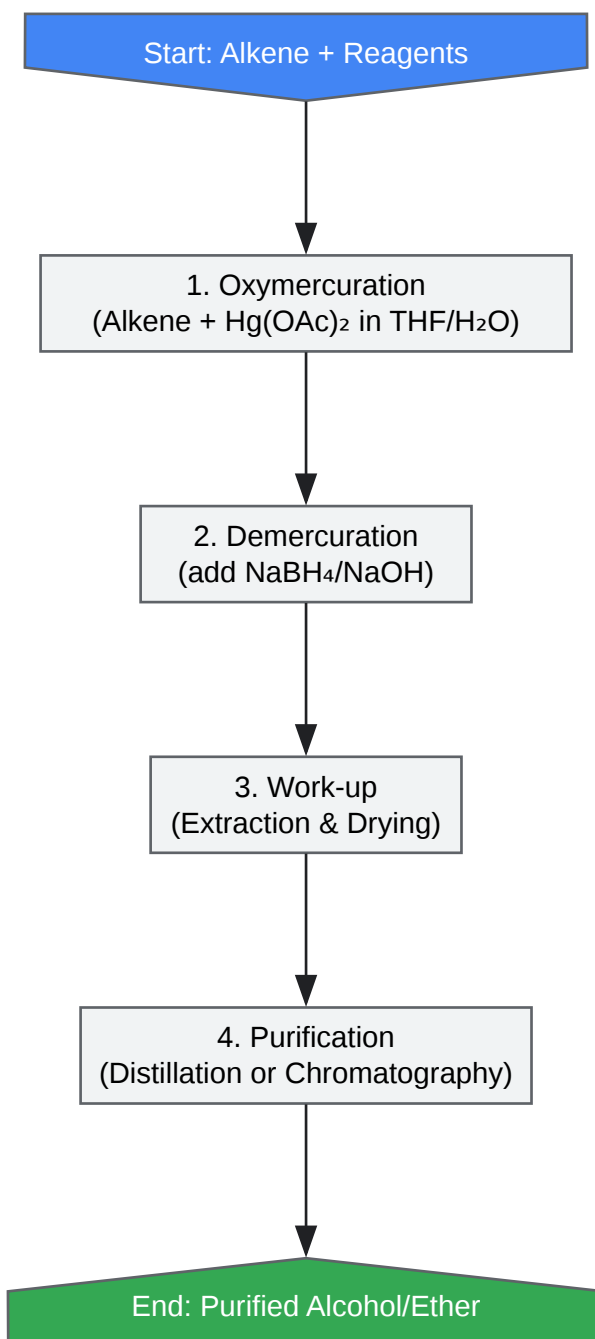 Start: Alkene + Reagents
1. Oxymercuration
(Alkene + Hg(OAc)₂ in THF/H₂O)
2. Demercuration
(add NaBH₄/NaOH)
3. Work-up
(Extraction & Drying)
4. Purification
(Distillation or Chromatography)
End: Purified Alcohol/Ether